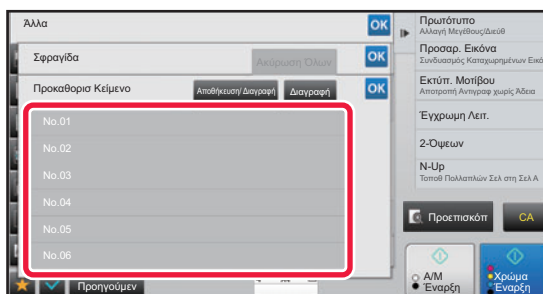 Άλλα
OK
Σφραγίδα
Ακύρωση Όλων
OK
Προκαθορισ Κείμενο
Αποθήκευση/Διαγραφή
Διαγραφή
OK
No.01
No.02
No.03
No.04
No.05
No.06
Προηγούμεν
Πρωτότυπο
Αλλαγή Μεγέθους/Διεύθ
Προσαρ. Εικόνα
Συνδυασμός Καταχωρημένων Εικό
Εκτύπ. Μοτίβου
Αποτροπή Αντιγραφ χωρίς Άδεια
Έγχρωμη Λειτ.
2-Όψεων
N-Up
Τοποθ Πολλαπλών Σελ στη Σελ Α
Προεπισκόπ
CA
Α/Μ
Έναρξη
Χρώμα
Έναρξη